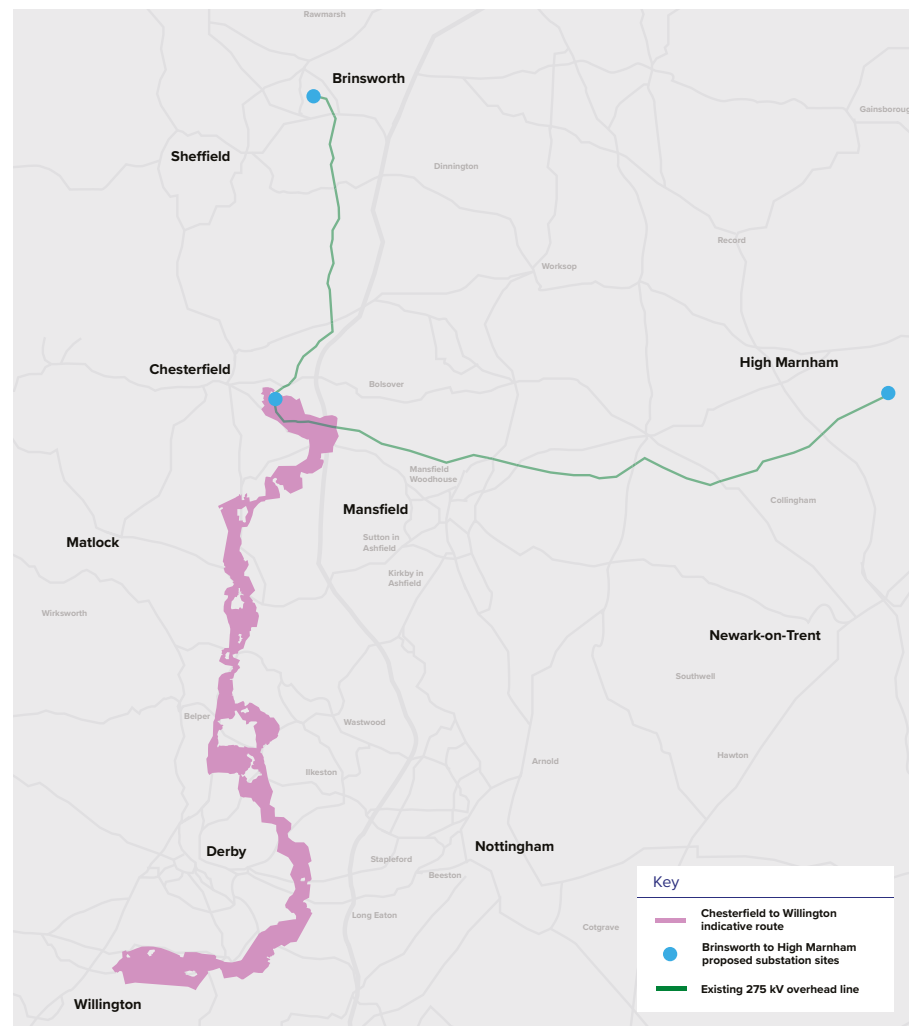 Rawmarsh
Brinsworth
Gainsboroug
Sheffield
Dinnington
Record
Worksop
High Marnham
Chesterfield
Bolsover
Mansfield
Woodhouse
Collingham
Mansfield
Matlock
Sutton in
Ashfield
Kirkby in
Ashfield
Wirksworth
Newark-on-Trent
Southwell
Belper
Wastwood
Hawton
Arnold
Ilkeston
Nottingham
Derby
Stapleford
Beeston
Long Eaton
Cotgrave
Willington
Key
Chesterfield to Willington
indicative route
Brinsworth to High Marnham
proposed substation sites
Existing 275 kV overhead line